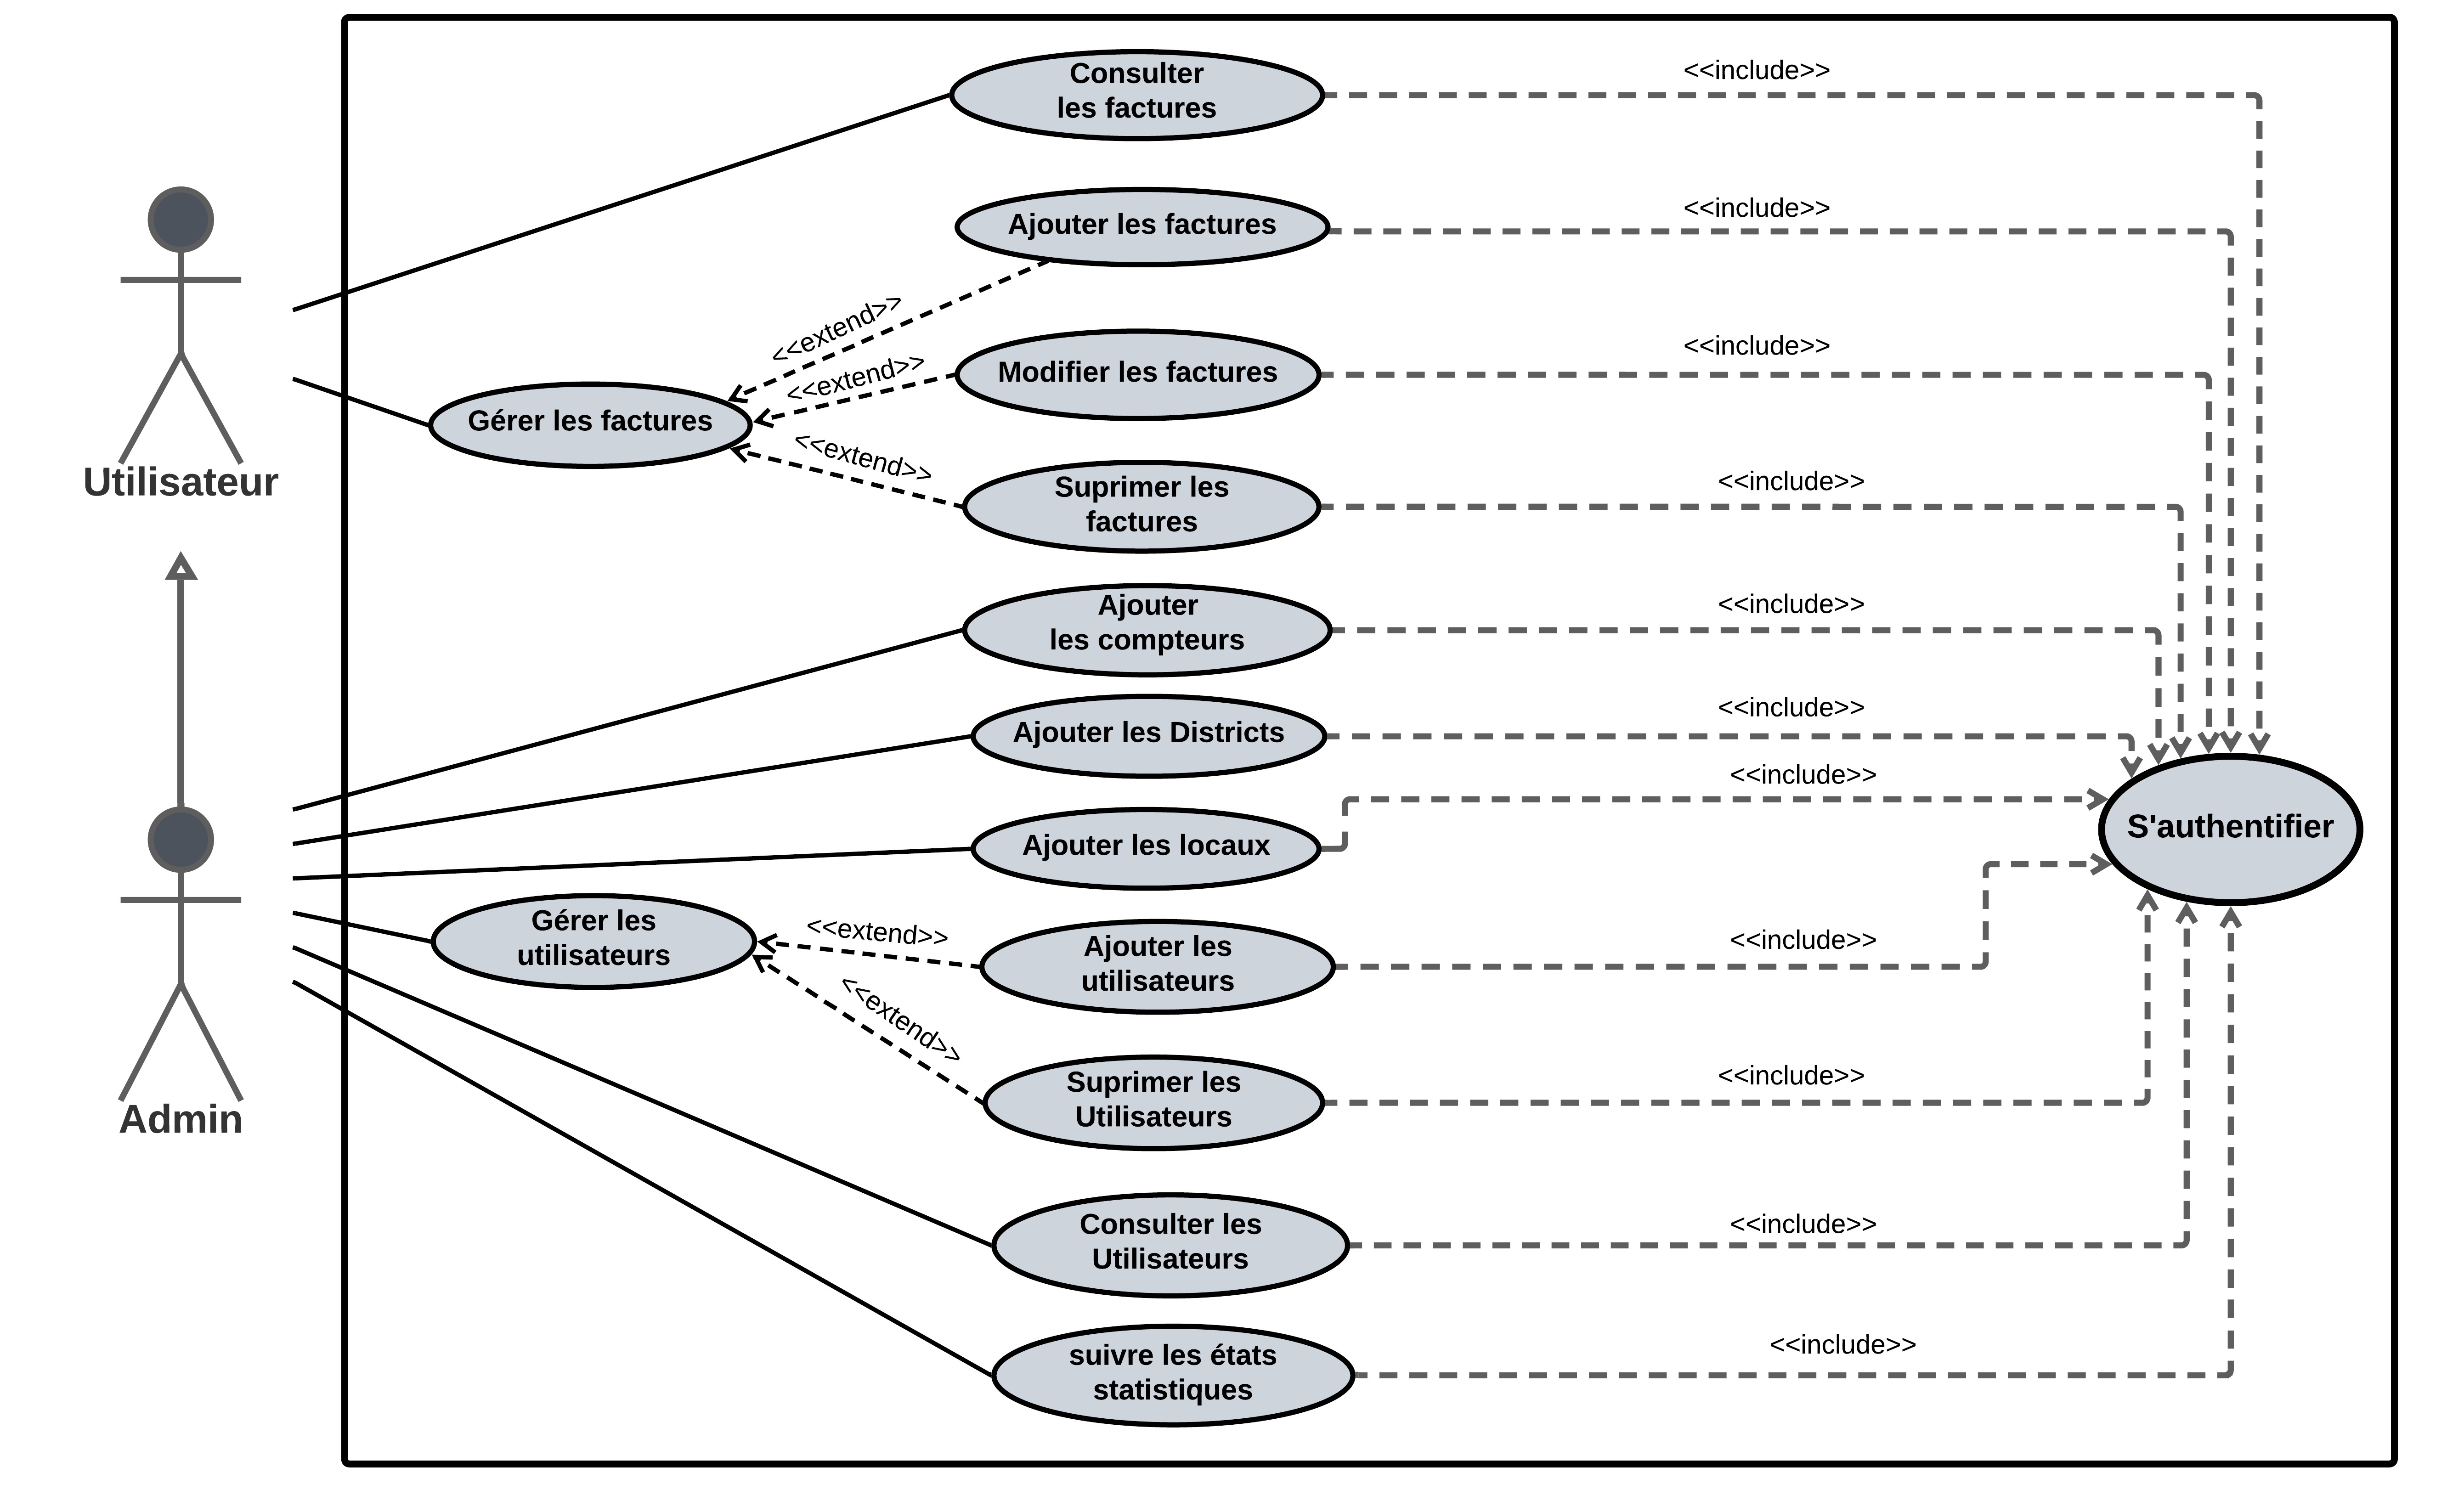 Consulter
les factures
<<include>>
Ajouter les factures
<<include>>
<<extend>>
Modifier les factures
<<include>>
<<extend>>
Gérer les factures
<<extend>>
Utilisateur
Suprimer les
factures
<<include>>
Ajouter
les compteurs
<<include>>
Ajouter les Districts
<<include>>
<<include>>
S'authentifier
Ajouter les locaux
Gérer les
utilisateurs
<<extend>>
Ajouter les
utilisateurs
<<include>>
<<extend>>
Suprimer les
Utilisateurs
<<include>>
Admin
Consulter les
Utilisateurs
<<include>>
suivre les états
statistiques
<<include>>